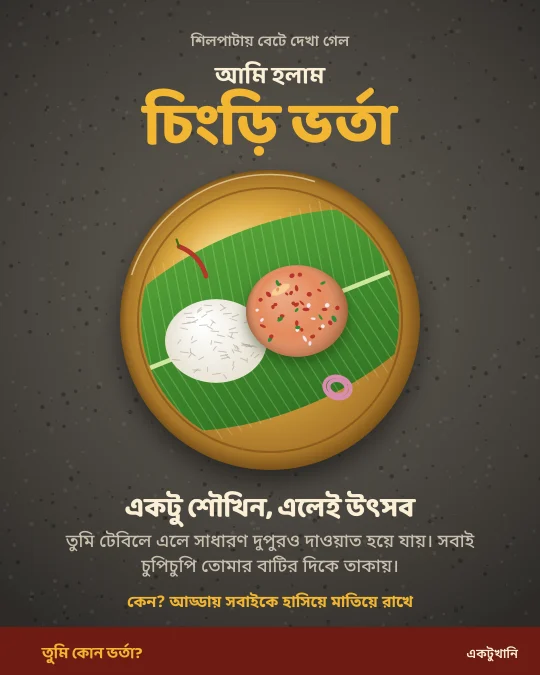 শিলপাটায় বেটে দেখা গেল
আমি হলাম
চিংড়ি ভর্তা
একটু শৌখিন, এলেই উৎসব
তুমি টেবিলে এলে সাধারণ দুপুরও দাওয়াত হয়ে যায়। সবাই
চুপিচুপি তোমার বাটির দিকে তাকায়।
কেন? আড্ডায় সবাইকে হাসিয়ে মাতিয়ে রাখে
তুমি কোন ভর্তা?
একটুখানি